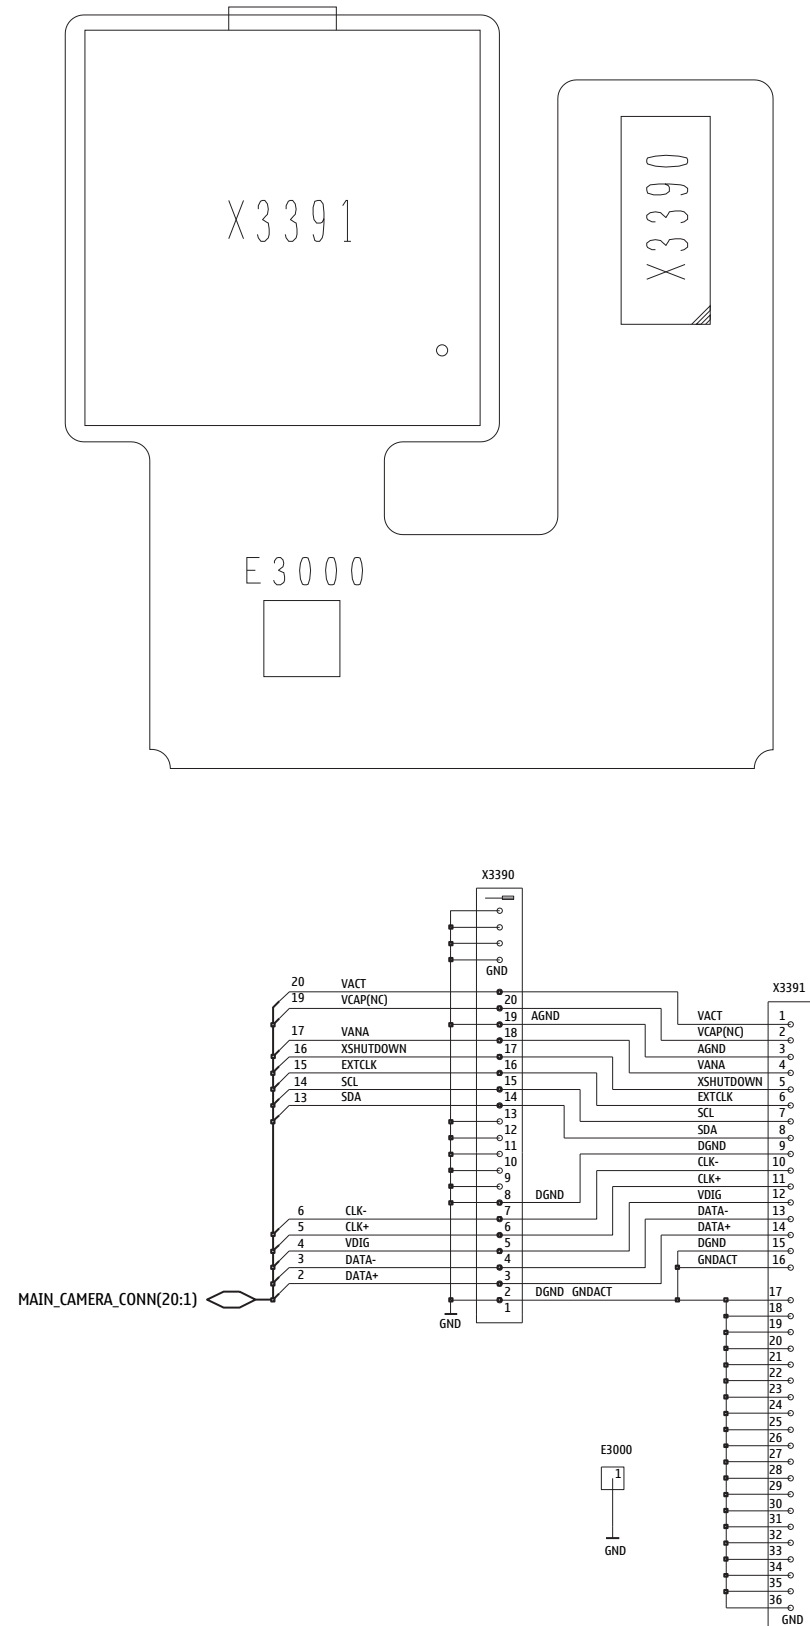 X3391
X3390
E3000
X3390
GND
20 VACT
19 VCAP(NC)
20
19 AGND
17 VANA
18
16 XSHUTDOWN
17
15 EXTCLK
16
14 SCL
15
13 SDA
14
13
12
11
10
9
8 DGND
6 CLK-
7
5 CLK+
6
4 VDIG
5
3 DATA-
4
2 DATA+
3
2 DGND GNDACT
1
GND
MAIN_CAMERA_CONN(20:1)
X3391
VACT 1
VCAP(NC) 2
AGND 3
VANA 4
XSHUTDOWN 5
EXTCLK 6
SCL 7
SDA 8
DGND 9
CLK- 10
CLK+ 11
VDIG 12
DATA- 13
DATA+ 14
DGND 15
GNDACT 16
17
18
19
20
21
22
23
24
25
26
27
28
29
30
31
32
33
34
35
36
GND
E3000
1
GND